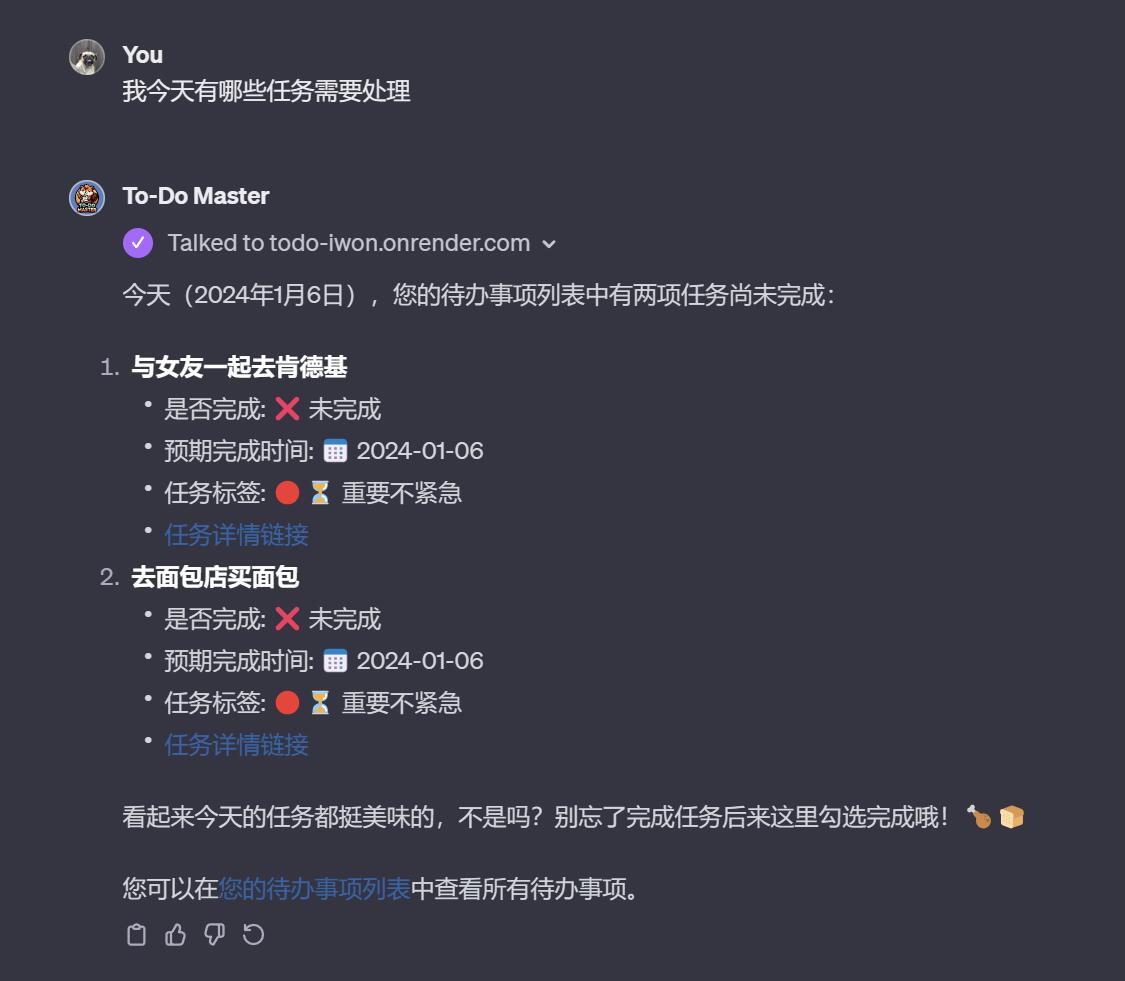 You
我今天有哪些任务需要处理
To-Do Master
Talked to todo-iwon.onrender.com
今天（2024年1月6日），您的待办事项列表中有两项任务尚未完成：
1. 与女友一起去肯德基
• 是否完成: ❌ 未完成
• 预期完成时间: 📅 2024-01-06
• 任务标签: 🔴 ⏳ 重要不紧急
• 任务详情链接
2. 去面包店买面包
• 是否完成: ❌ 未完成
• 预期完成时间: 📅 2024-01-06
• 任务标签: 🔴 ⏳ 重要不紧急
• 任务详情链接
看起来今天的任务都挺美味的，不是吗？别忘了完成任务后来这里勾选完成哦！ 🍗 🍞
您可以在您的待办事项列表中查看所有待办事项。